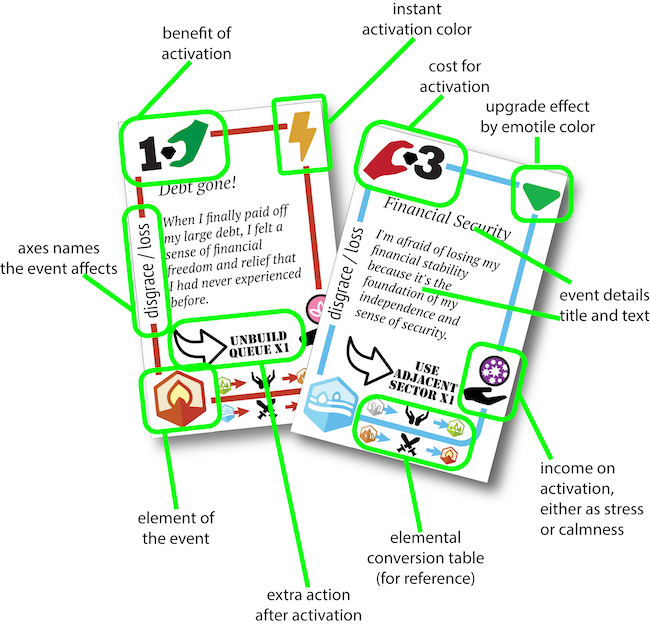 instant
activation color
benefit of
activation
cost for
activation
upgrade effect
by emotile color
axes names
the event affects
1
Debt gone!
When I finally paid off
my large debt, I felt a
sense of financial
freedom and relief that
I had never experienced
before.
disgrace / loss
UNBUILD
QUEUE X1
3
Financial Security
I'm afraid of losing my
financial stability
because it's the
foundation of my
independence and
sense of security.
disgrace / loss
USE
ADJACENT
SECTOR X1
event details
title and text
income on
activation,
either as stress
or calmness
element of
the event
elemental
conversion table
(for reference)
extra action
after activation